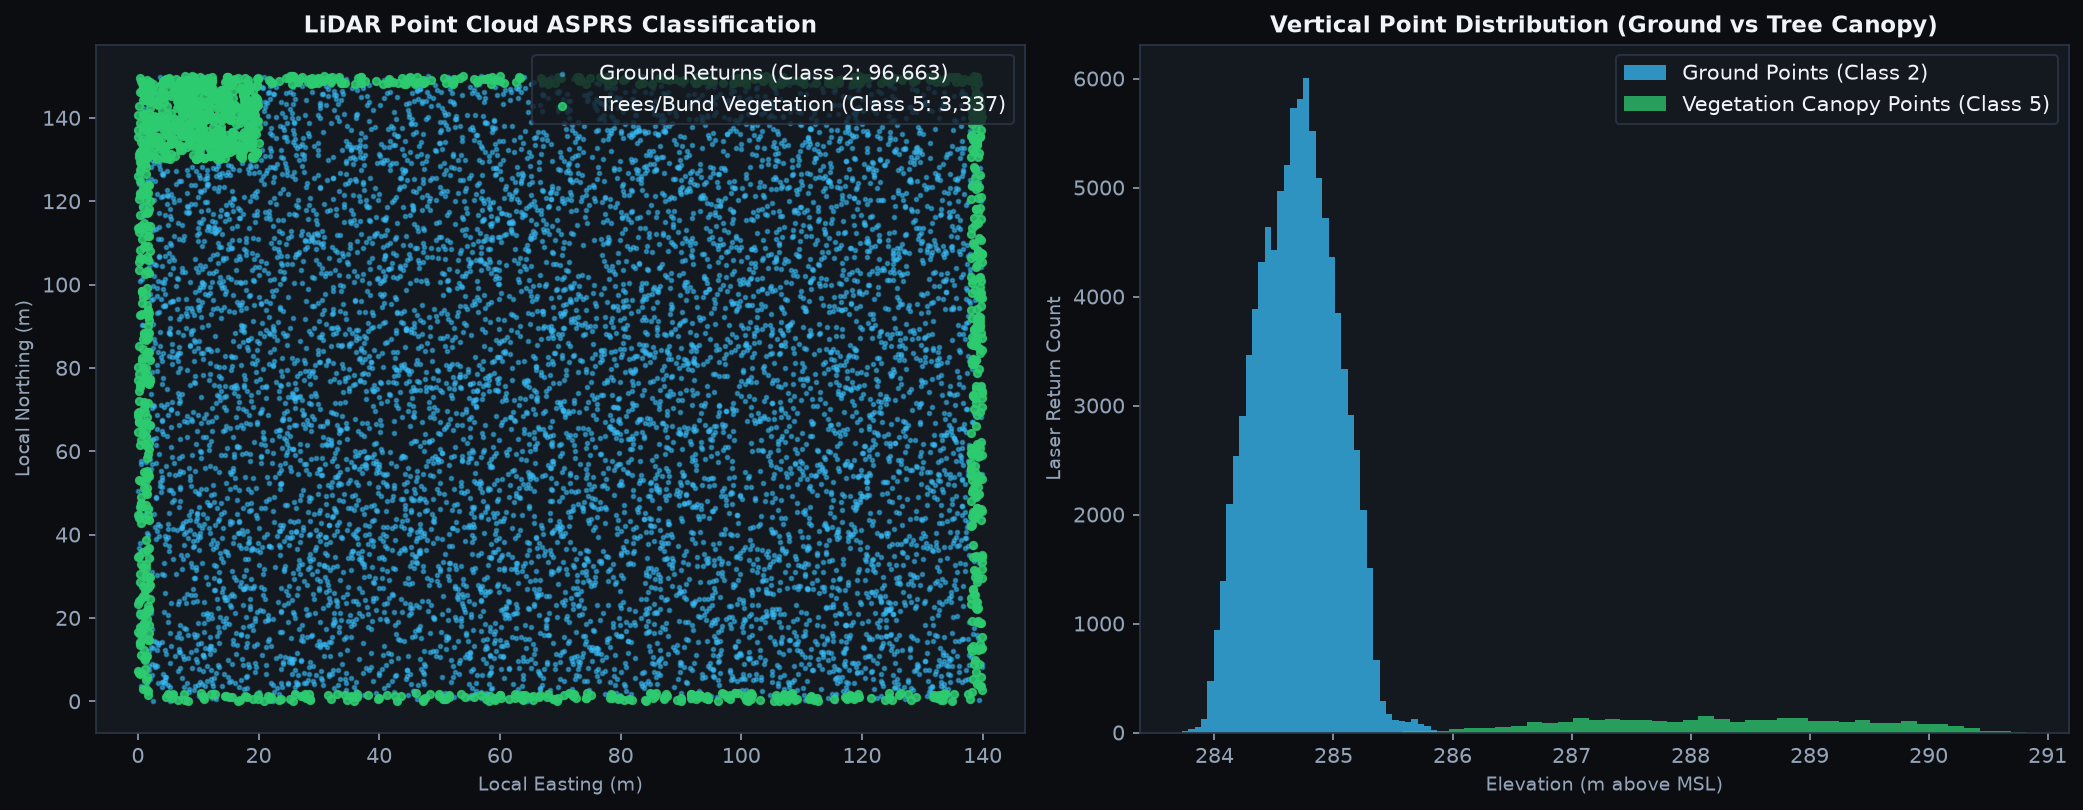 LiDAR Point Cloud ASPRS Classification
Ground Returns (Class 2: 96,663)
Trees/Bund Vegetation (Class 5: 3,337)
Local Northing (m)
140
120
100
80
60
40
20
0
0 20 40 60 80 100 120 140
Local Easting (m)
Vertical Point Distribution (Ground vs Tree Canopy)
Ground Points (Class 2)
Vegetation Canopy Points (Class 5)
Laser Return Count
6000
5000
4000
3000
2000
1000
0
284 285 286 287 288 289 290 291
Elevation (m above MSL)